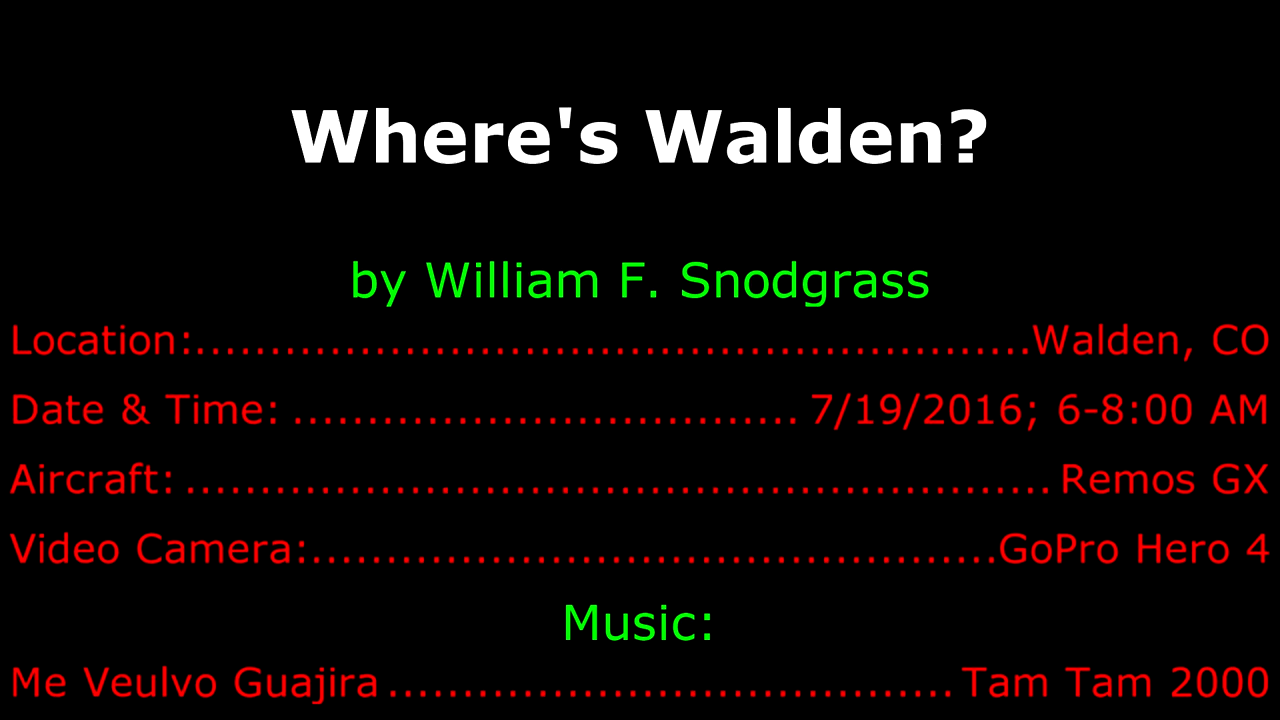 Where's Walden?
by William F. Snodgrass
Location:........................................................Walden, CO
Date & Time: .................................. 7/19/2016; 6-8:00 AM
Aircraft: .......................................................... Remos GX
Video Camera:..............................................GoPro Hero 4
Music:
Me Veulvo Guajira ...................................... Tam Tam 2000